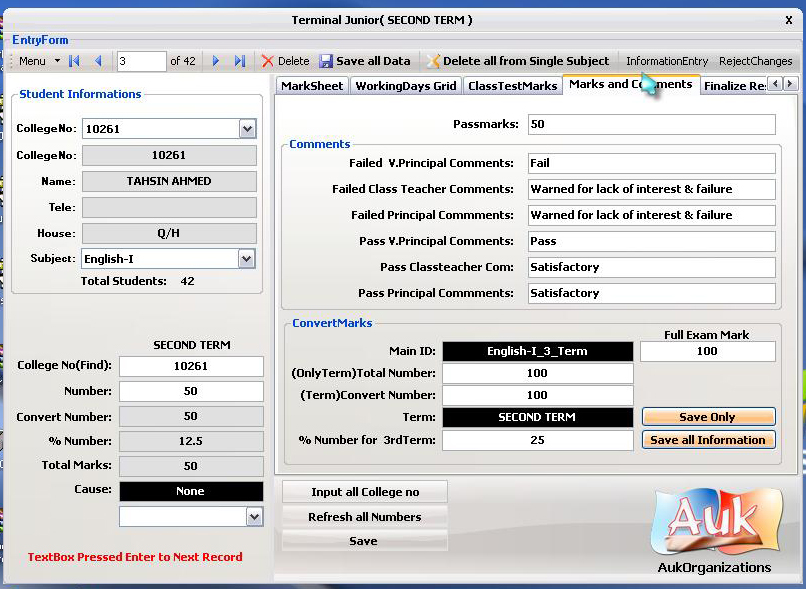 Terminal Junior( SECOND TERM )
X
EntryForm
Menu
3
of 42
Delete
Save all Data
Delete all from Single Subject
InformationEntry
RejectChanges
Student Informations
CollegeNo: 10261
CollegeNo: 10261
Name: TAHSIN AHMED
Tele:
House: Q/H
Subject: English-I
Total Students: 42
SECOND TERM
College No(Find): 10261
Number: 50
Convert Number: 50
% Number: 12.5
Total Marks: 50
Cause: None
TextBox Pressed Enter to Next Record
MarkSheet
WorkingDays Grid
ClassTestMarks
Marks and Comments
Finalize Re
Passmarks: 50
Comments
Failed V.Principal Comments: Fail
Failed Class Teacher Comments: Warned for lack of interest & failure
Failed Principal Commments: Warned for lack of interest & failure
Pass V.Principal Comments: Pass
Pass Classteacher Com: Satisfactory
Pass Principal Commments: Satisfactory
ConvertMarks
Full Exam Mark
Main ID: English-I_3_Term 100
(OnlyTerm)Total Number: 100
(Term)Convert Number: 100
Term: SECOND TERM Save Only
% Number for 3rdTerm: 25 Save all Information
Input all College no
Refresh all Numbers
Save
Auk
AukOrganizations